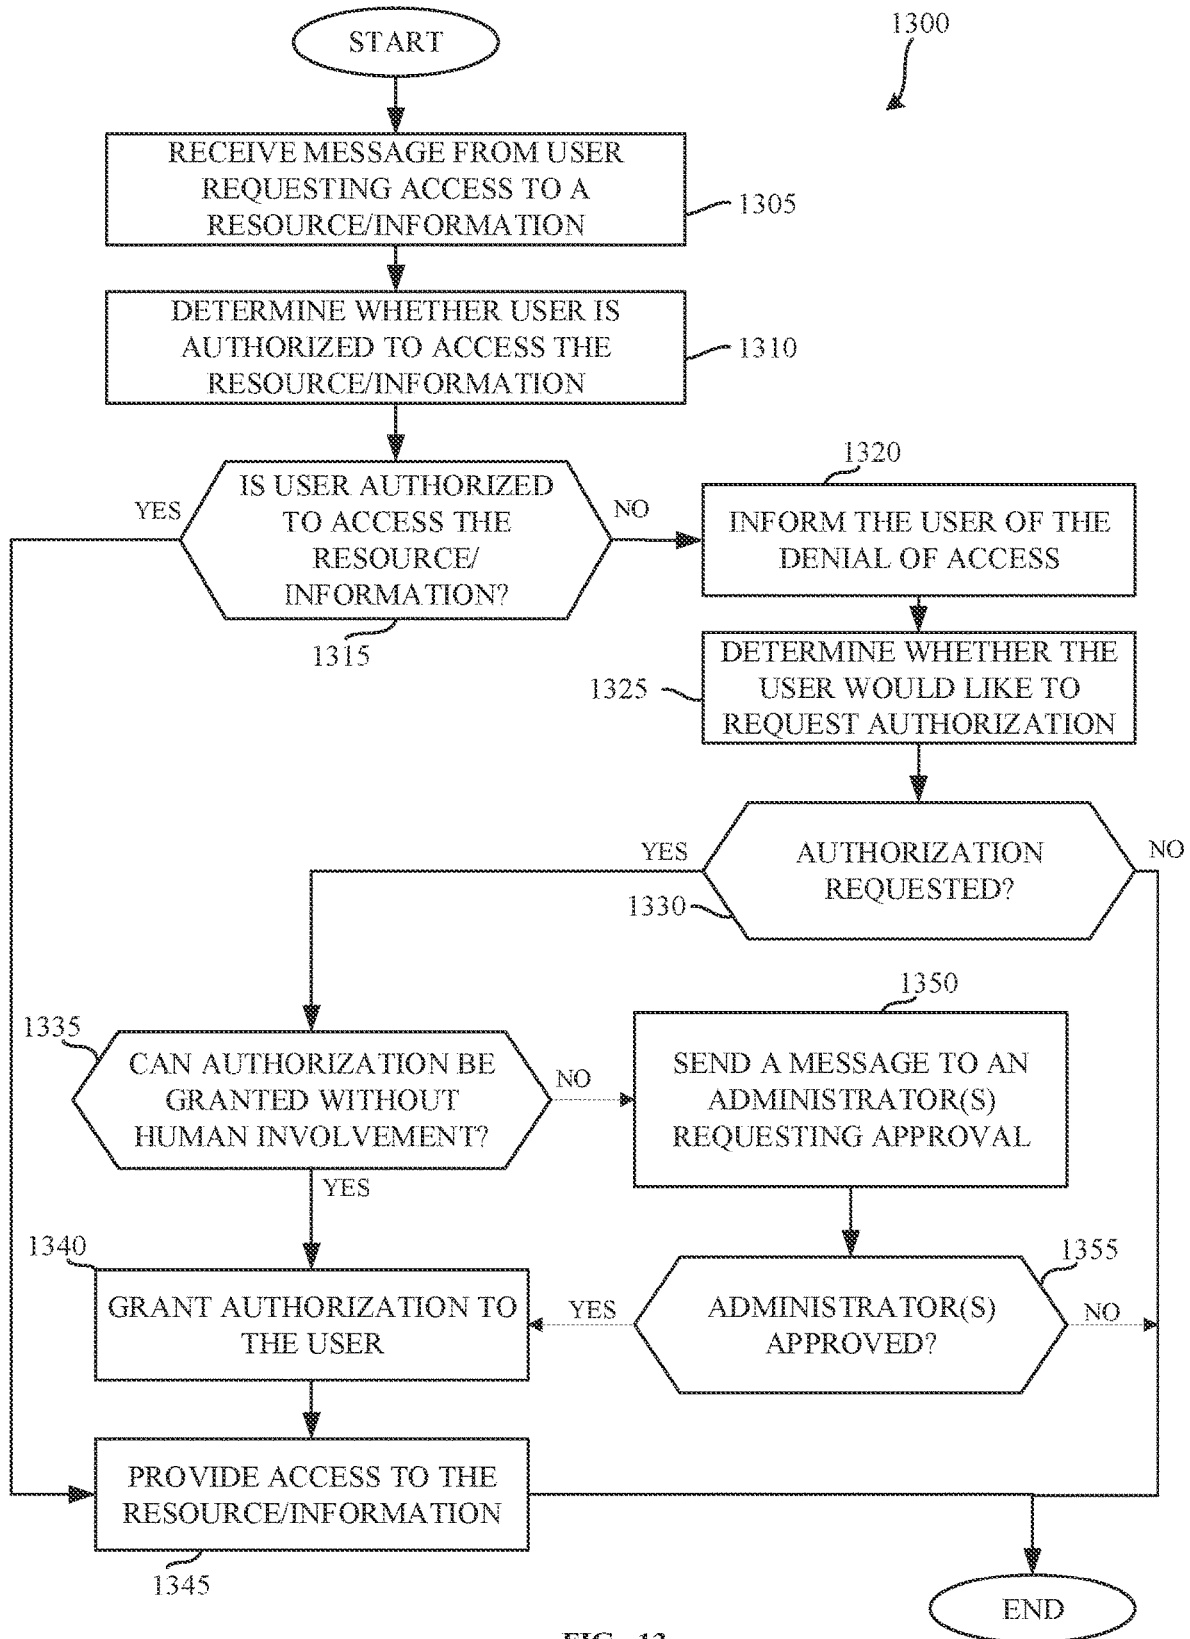 START
1300
RECEIVE MESSAGE FROM USER
REQUESTING ACCESS TO A
RESOURCE/INFORMATION
1305
DETERMINE WHETHER USER IS
AUTHORIZED TO ACCESS THE
RESOURCE/INFORMATION
1310
IS USER AUTHORIZED
TO ACCESS THE
RESOURCE/
INFORMATION?
YES
NO
1315
1320
INFORM THE USER OF THE
DENIAL OF ACCESS
DETERMINE WHETHER THE
USER WOULD LIKE TO
REQUEST AUTHORIZATION
1325
YES
AUTHORIZATION
REQUESTED?
NO
1330
1335
CAN AUTHORIZATION BE
GRANTED WITHOUT
HUMAN INVOLVEMENT?
NO
YES
1350
SEND A MESSAGE TO AN
ADMINISTRATOR(S)
REQUESTING APPROVAL
1340
GRANT AUTHORIZATION TO
THE USER
YES
ADMINISTRATOR(S)
APPROVED?
1355
NO
PROVIDE ACCESS TO THE
RESOURCE/INFORMATION
1345
END
FIG. 13